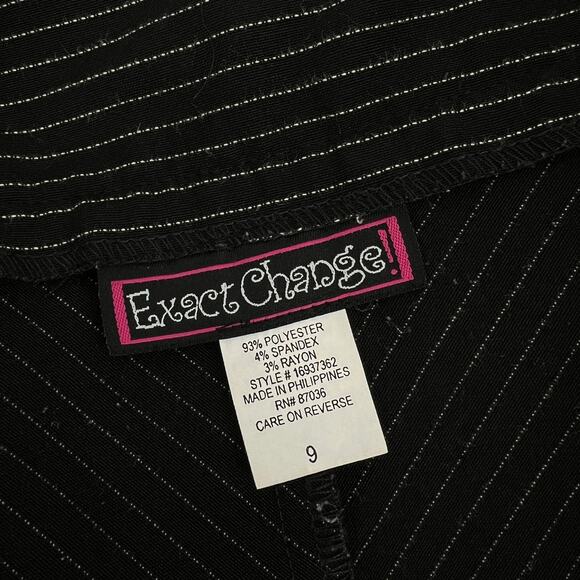 Exact Change!
93% POLYESTER
4% SPANDEX
3% RAYON
STYLE # 16937362
MADE IN PHILIPPINES
RN# 87036
CARE ON REVERSE
9